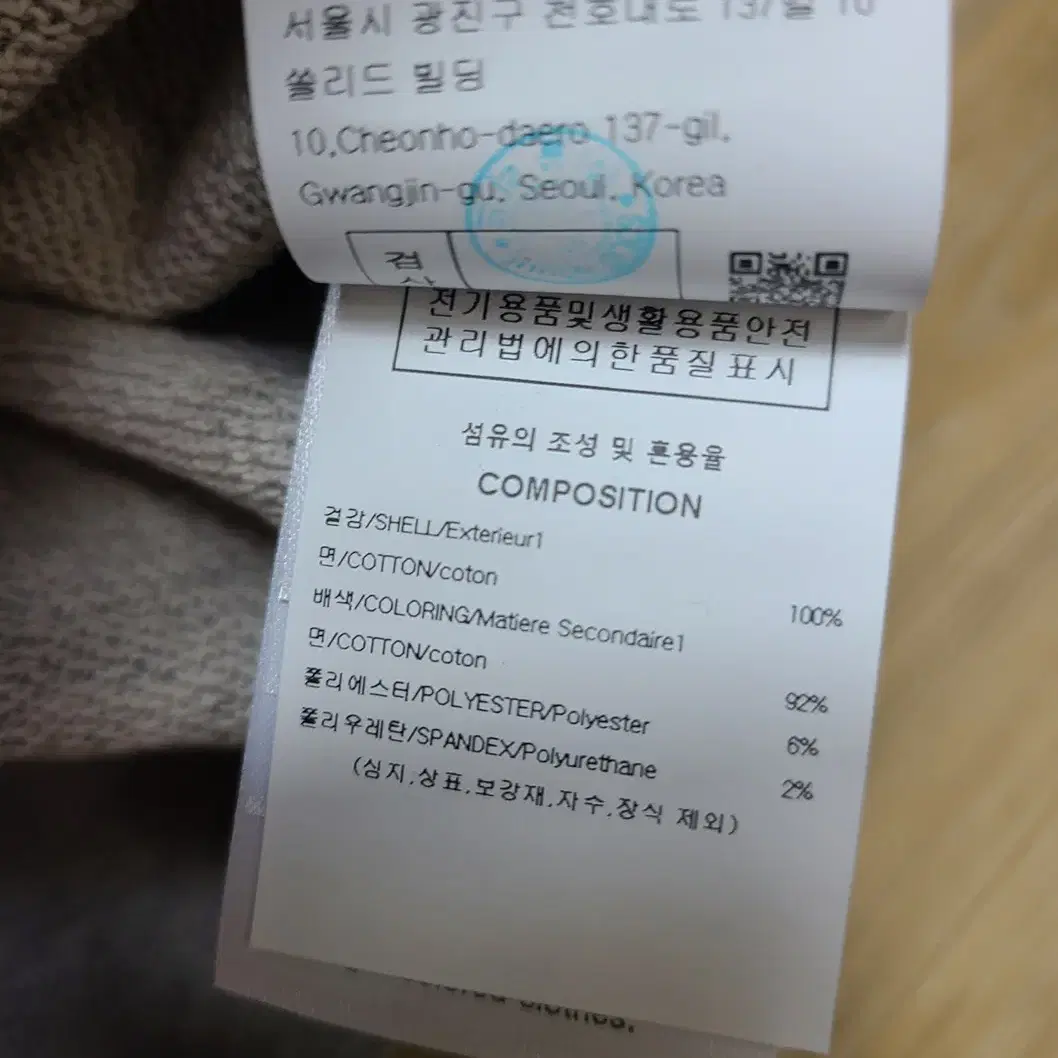 서울시 광진구 천호대로 137길 10
쏠리드 빌딩
10,Cheonho-daero 137-gil,
Gwangjin-gu, Seoul, Korea
검
전기용품및생활용품안전
관리법에의한품질표시
섬유의 조성 및 혼용율
COMPOSITION
겉감/SHELL/Exterieur1
면/COTTON/coton 100%
배색/COLORING/Matiere Secondaire1
면/COTTON/coton 92%
폴리에스터/POLYESTER/Polyester 6%
폴리우레탄/SPANDEX/Polyurethane 2%
(심지,상표,보강재,자수,장식 제외)
clothes.